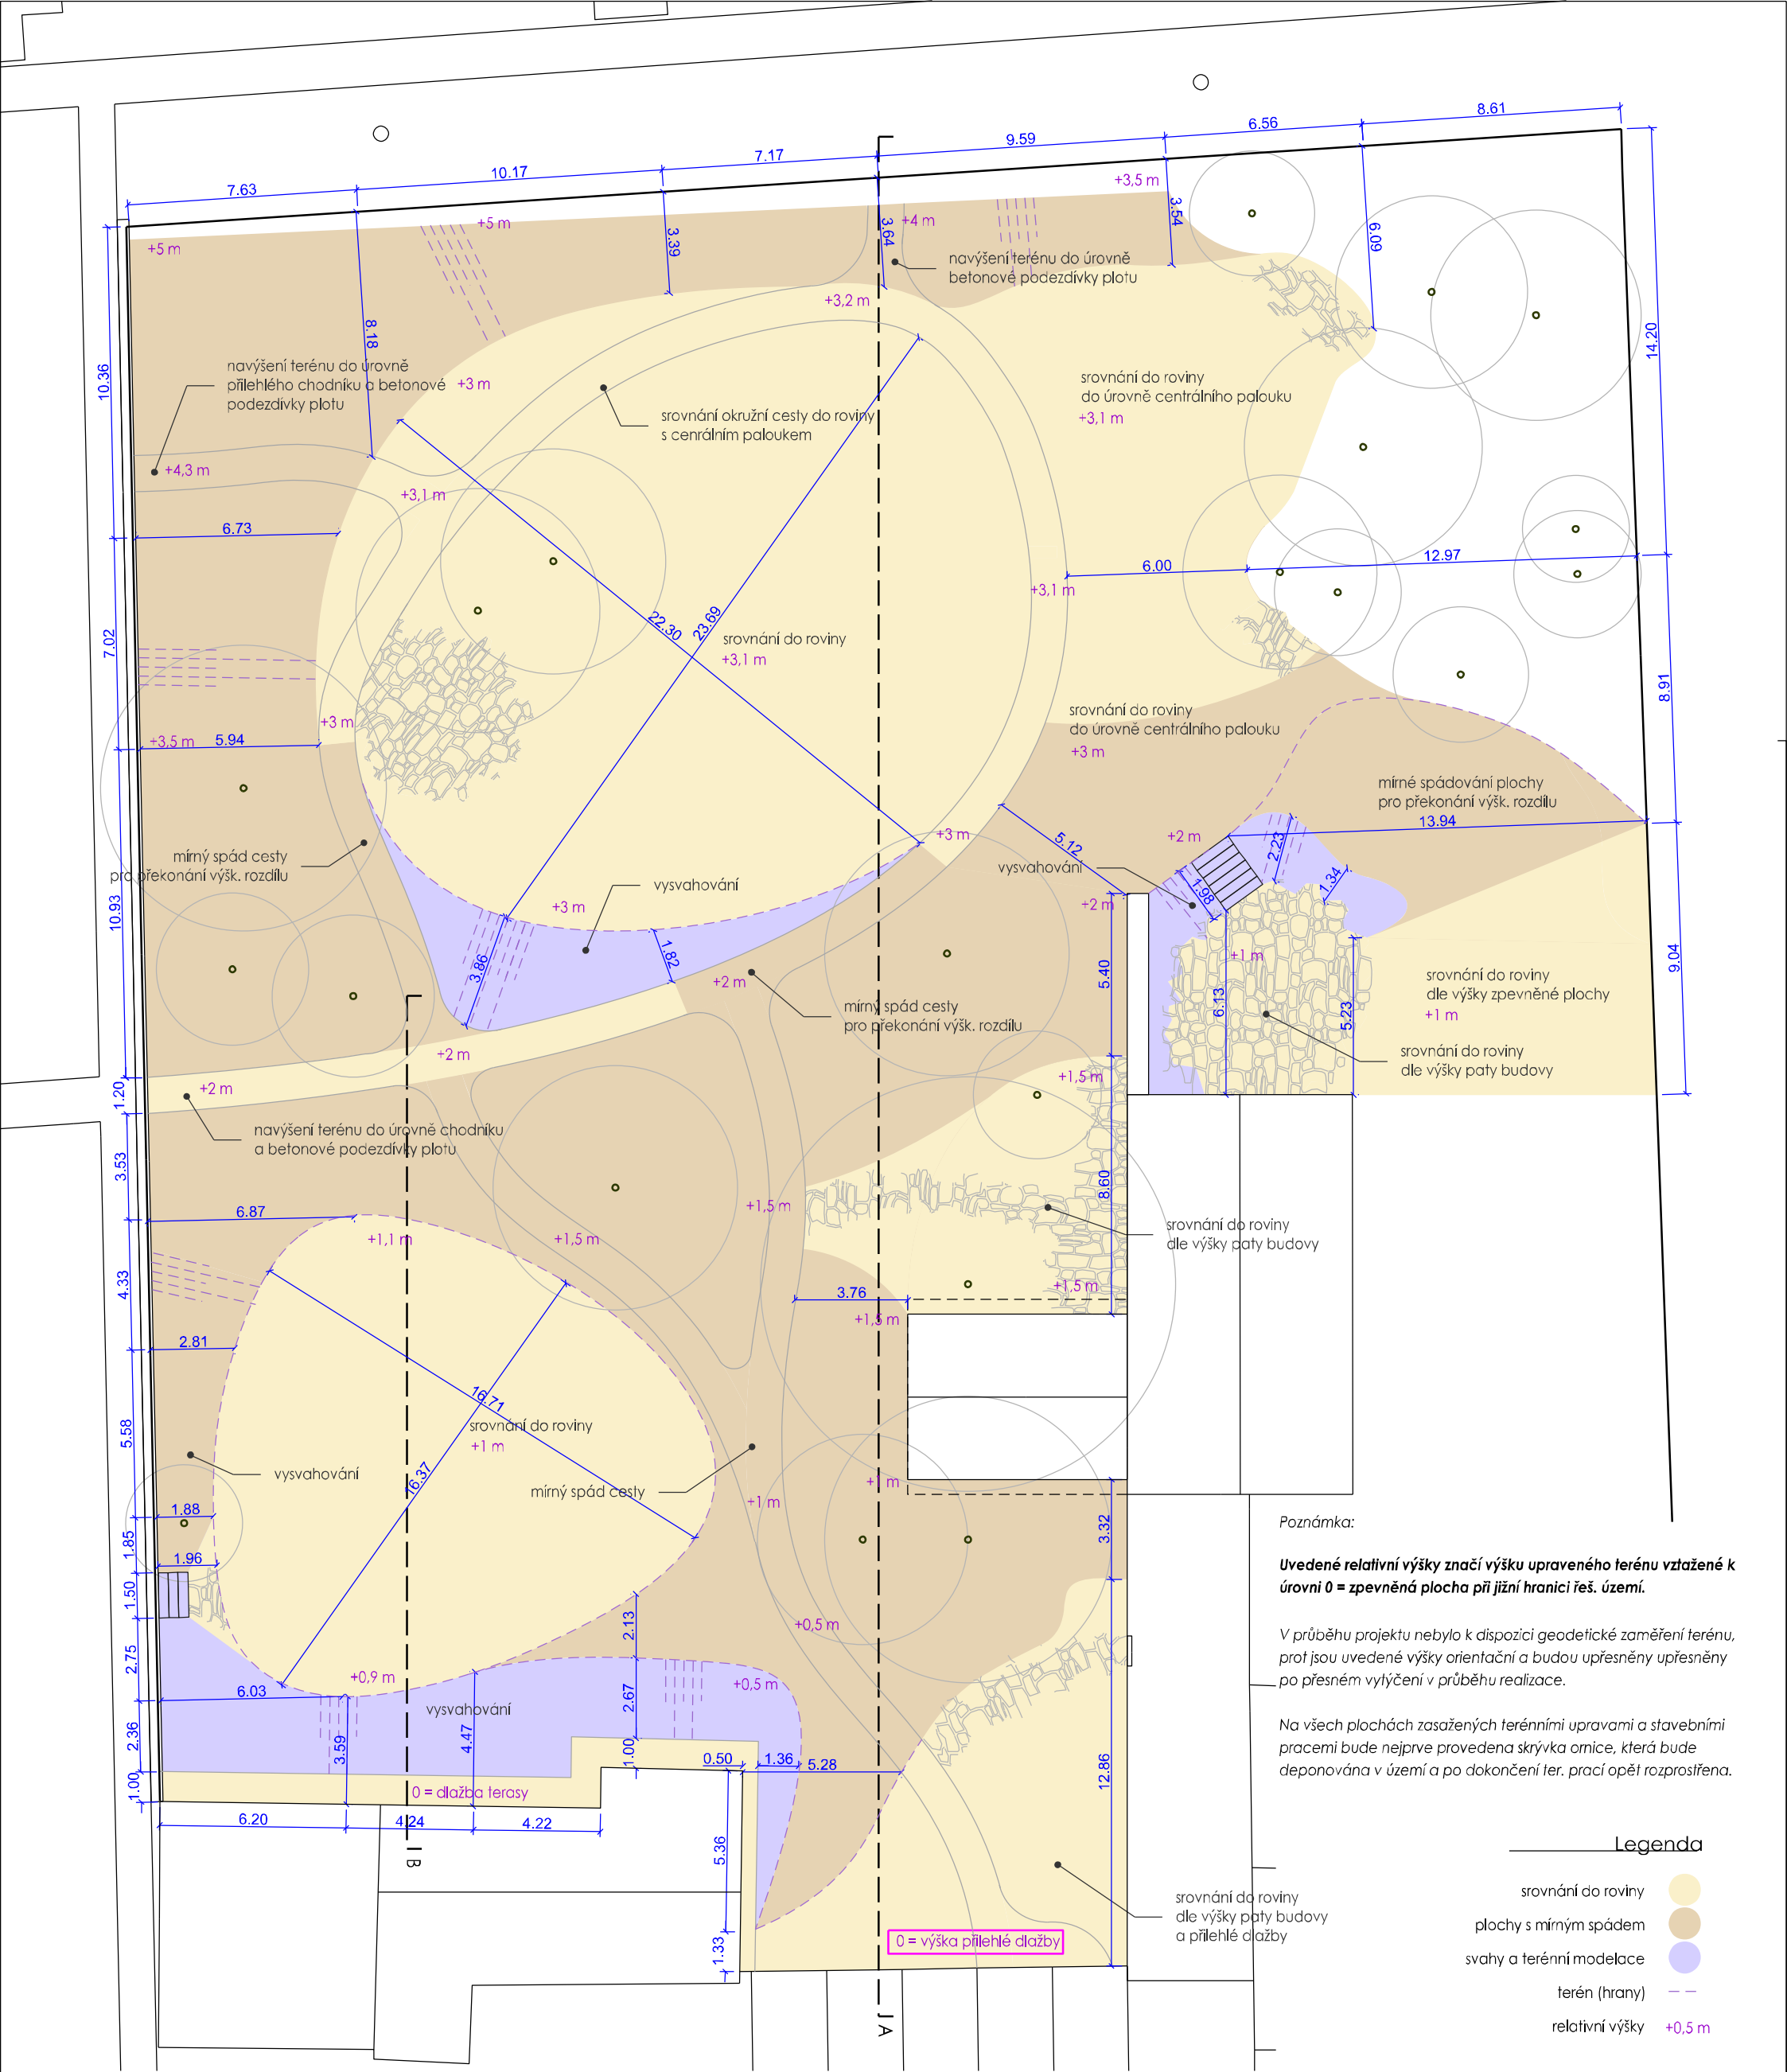 8.61
6.56
9.59
7.17
10.17
7.63
+3,5 m
3.54
6.09
+5 m
+5 m
3.39
3.64
+4 m
navýšení terénu do úrovně
betonové podezdívky plotu
+3,2 m
8.18
14.20
10.36
navýšení terénu do úrovně
přilehlého chodníku a betonové
podezdívky plotu
+3 m
srovnání okružní cesty do roviny
s cenrálním paloukem
srovnání do roviny
do úrovně centrálního palouku
+3,1 m
+4,3 m
+3,1 m
6.73
6.00
12.97
+3,1 m
22.30
23.69
srovnání do roviny
+3,1 m
7.02
8.91
+3 m
+3,5 m
5.94
srovnání do roviny
do úrovně centrálního palouku
+3 m
mírné spádování plochy
pro překonání výšk. rozdílu
13.94
mírný spád cesty
pro překonání výšk. rozdílu
+3 m
5.12
+2 m
2.23
vysvahování
1.98
1.34
vysvahování
+3 m
+2 m
10.93
3.86
1.82
+2 m
5.40
+1 m
6.13
5.23
9.04
srovnání do roviny
dle výšky zpevněné plochy
+1 m
mírný spád cesty
pro překonání výšk. rozdílu
srovnání do roviny
dle výšky paty budovy
+2 m
+2 m
1.20
+1,5 m
navýšení terénu do úrovně chodníku
a betonové podezdívky plotu
3.53
6.87
+1,1 m
+1,5 m
+1,5 m
8.60
srovnání do roviny
dle výšky paty budovy
4.33
3.76
+1,5 m
+1,5 m
2.81
16.71
5.58
srovnání do roviny
+1 m
16.37
vysvahování
mírný spád cesty
+1 m
+1 m
1.88
1.85
1.96
1.50
3.32
Poznámka:
Uvedené relativní výšky značí výšku upraveného terénu vztažené k
úrovni 0 = zpevněná plocha při jižní hranici řeš. území.
V průběhu projektu nebylo k dispozici geodetické zaměření terénu,
prot jsou uvedené výšky orientační a budou upřesněny upřesněny
po přesném vytýčení v průběhu realizace.
Na všech plochách zasažených terénními upravami a stavebními
pracemi bude nejprve provedena skrývka ornice, která bude
deponována v území a po dokončení ter. prací opět rozprostřena.
2.13
+0,5 m
2.75
+0,9 m
6.03
vysvahování
2.67
+0,5 m
2.36
3.59
4.47
1.00
0.50
1.36
5.28
12.86
1.00
0 = dlažba terasy
6.20
4.24
4.22
B
5.36
1.33
0 = výška přilehlé dlažby
srovnání do roviny
dle výšky paty budovy
a přilehlé dlažby
A
Legenda
srovnání do roviny
plochy s mírným spádem
svahy a terénní modelace
terén (hrany)
relativní výšky +0,5 m